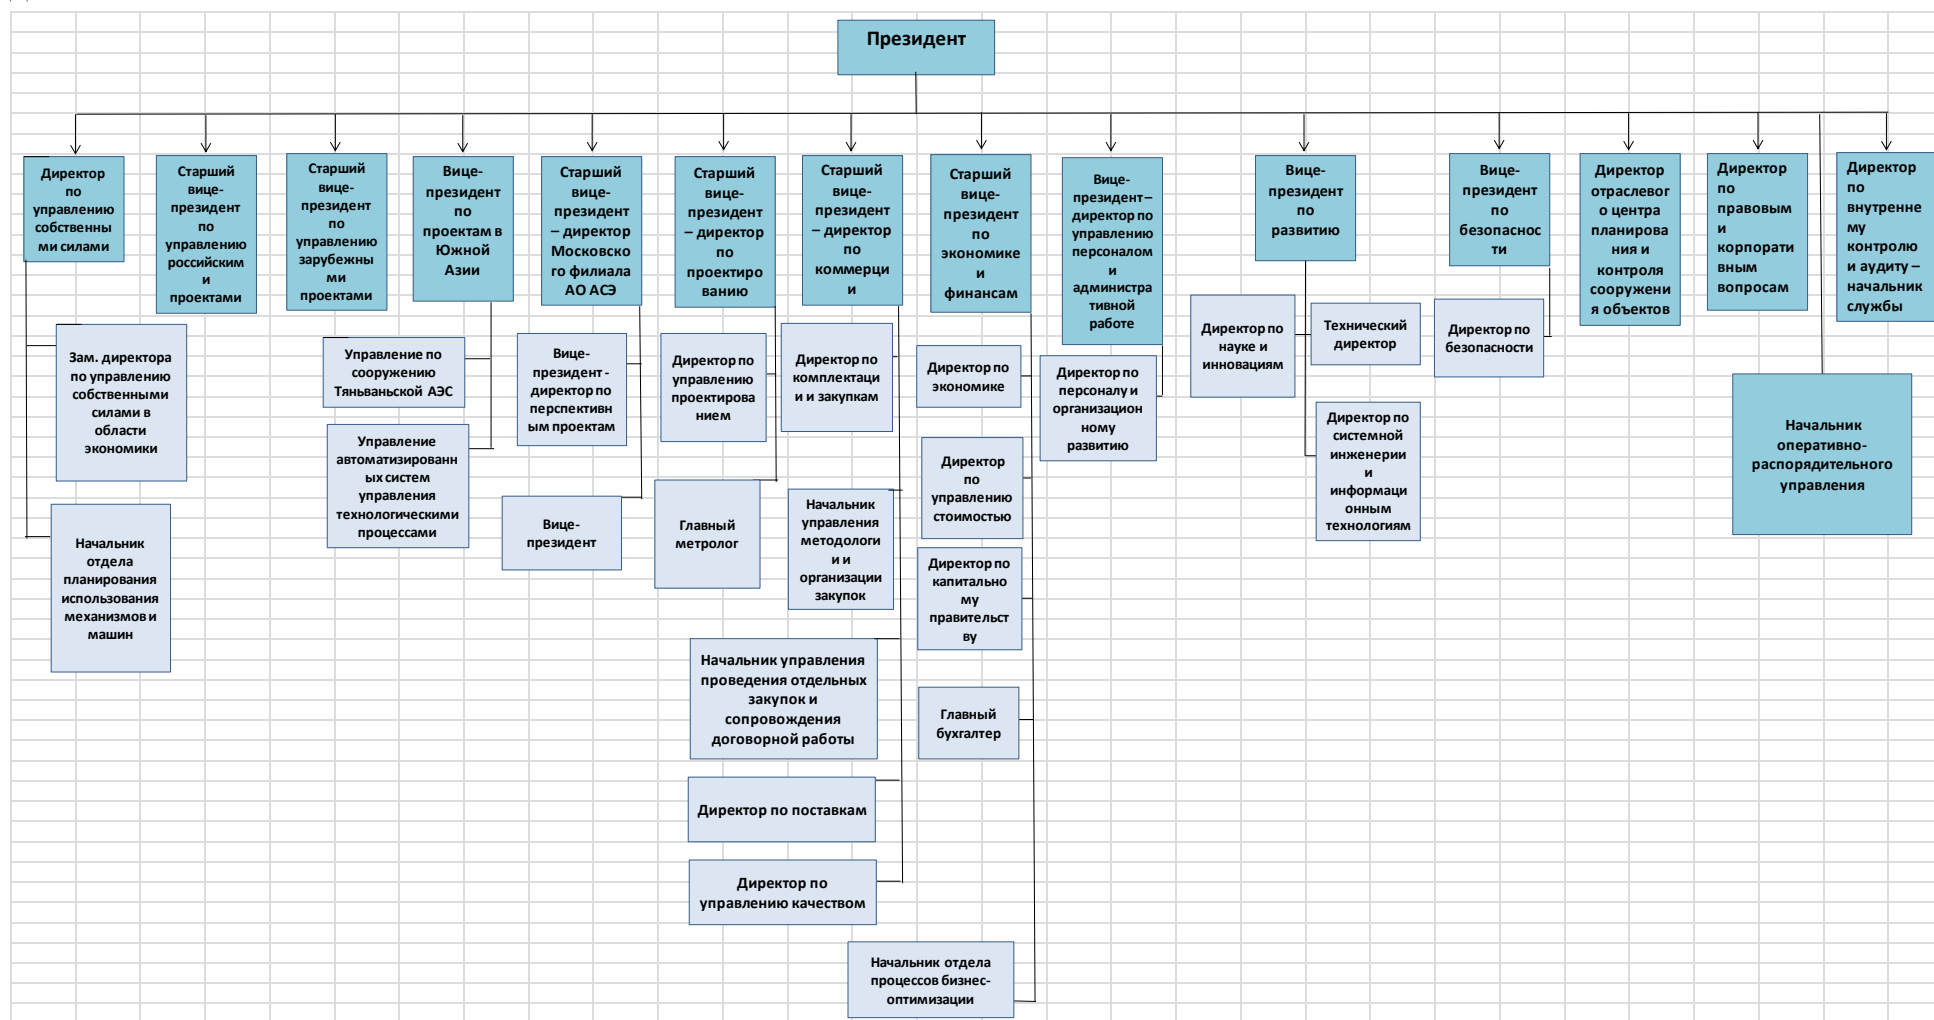 Президент
Директор
по
управлению
собственны
ми силами
Старший
вице-
президент
по
управлению
российским
и
проектами
Старший
вице-
президент
по
управлению
зарубежны
ми
проектами
Вице-
президент
по
проектам в
Южной
Азии
Старший
вице-
президент
– директор
Московско
го филиала
АО АСЭ
Старший
вице-
президент
– директор
по
проектиро
ванию
Старший
вице-
президент
– директор
по
коммерци
и
Старший
вице-
президент
по
экономике
и
финансам
Вице-
президент –
директор по
управлению
персоналом
и
администра
тивной
работе
Вице-
президент
по
развитию
Вице-
президент
по
безопаснос
ти
Директор
отраслевог
о центра
планирова
ния и
контроля
сооружени
я объектов
Директор
по
правовым
и
корпорати
вным
вопросам
Директор
по
внутренне
му
контролю
и аудиту –
начальник
службы
Зам. директора
по управлению
собственными
силами в
области
экономики
Начальник
отдела
планирования
использования
механизмов и
машин
Управление по
сооружению
Тяньваньской АЭС
Управление
автоматизированн
ых систем
управления
технологическими
процессами
Вице-
президент -
директор по
перспективн
ым проектам
Вице-
президент
Директор по
управлению
проектирова
нием
Главный
метролог
Директор по
комплектаци
и и закупкам
Начальник
управления
методологи
и и
организации
закупок
Начальник управления
проведения отдельных
закупок и
сопровождения
договорной работы
Директор по поставкам
Директор по
управлению качеством
Директор по
экономике
Директор
по
управлению
стоимостью
Директор по
капитально
му
правительст
ву
Главный
бухгалтер
Начальник отдела
процессов бизнес-
оптимизации
Директор по
персоналу и
организацион
ному
развитию
Директор по
науке и
инновациям
Технический
директор
Директор по
системной
инженерии
и
информаци
онным
технологиям
Директор по
безопасности
Начальник
оперативно-
распорядительного
управления